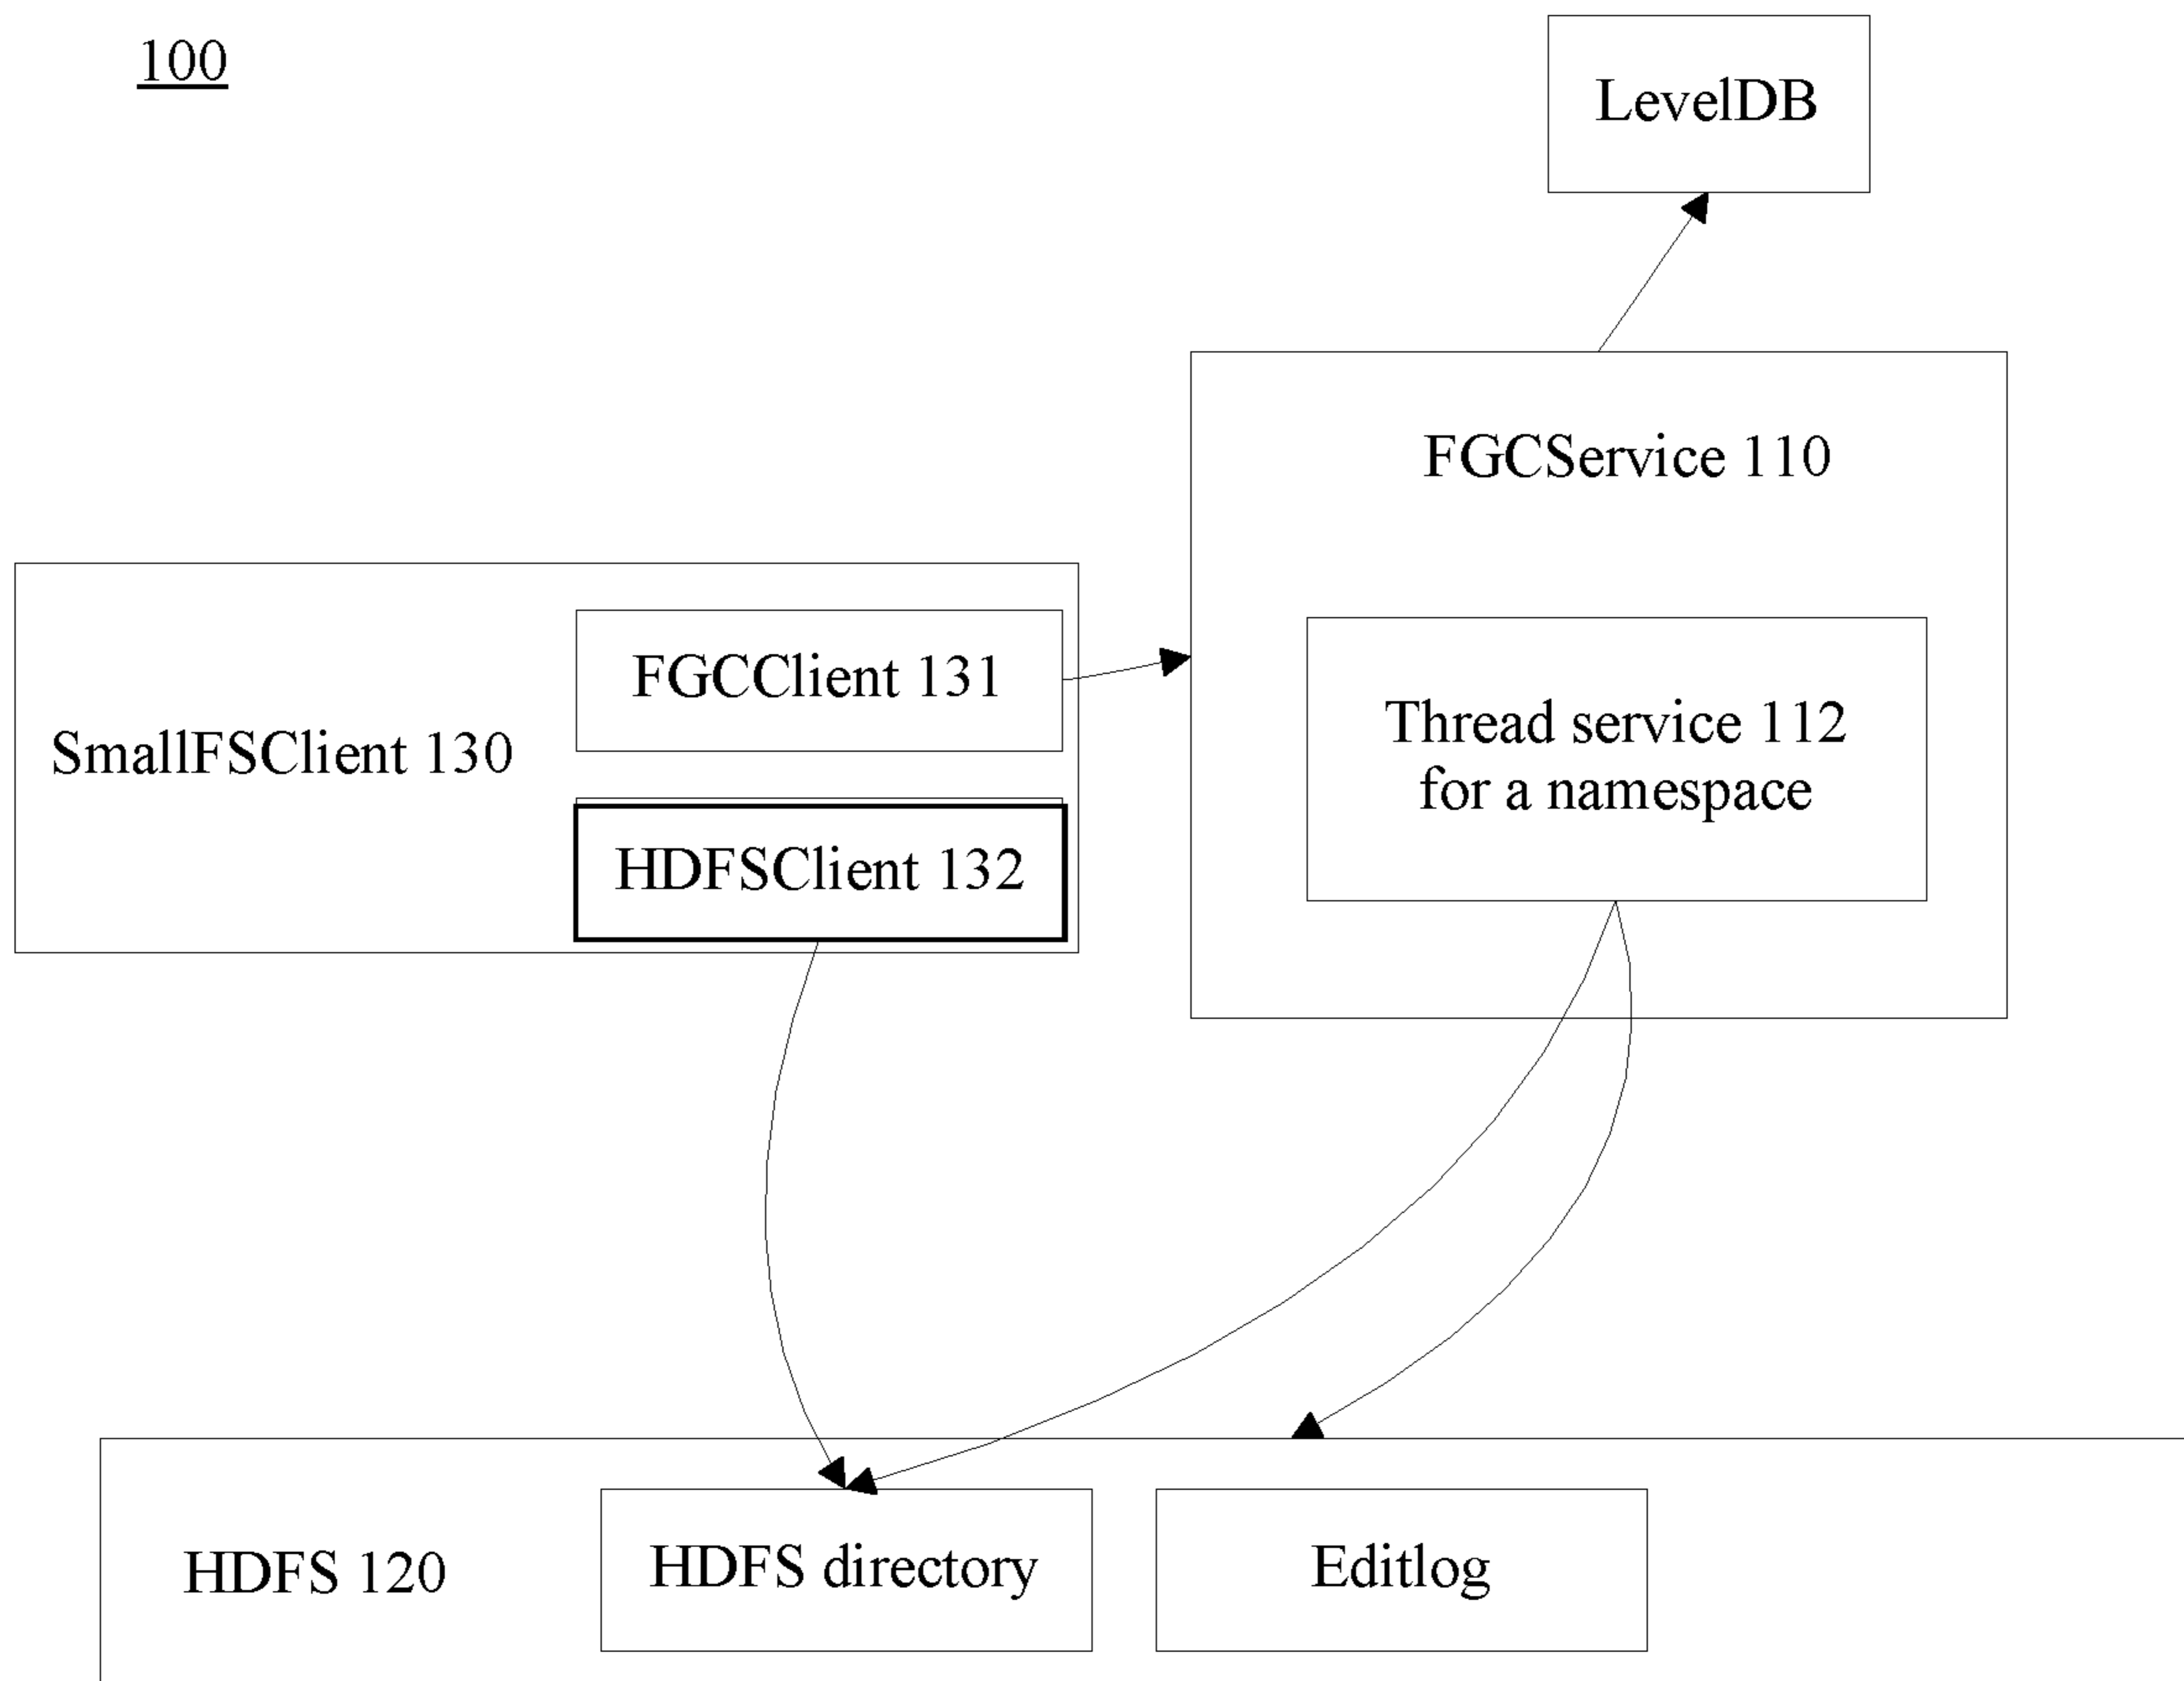 100
LevelDB
FGCService 110
FGCClient 131
SmallFSClient 130
Thread service 112
for a namespace
HDFSClient 132
HDFS 120
HDFS directory
Editlog